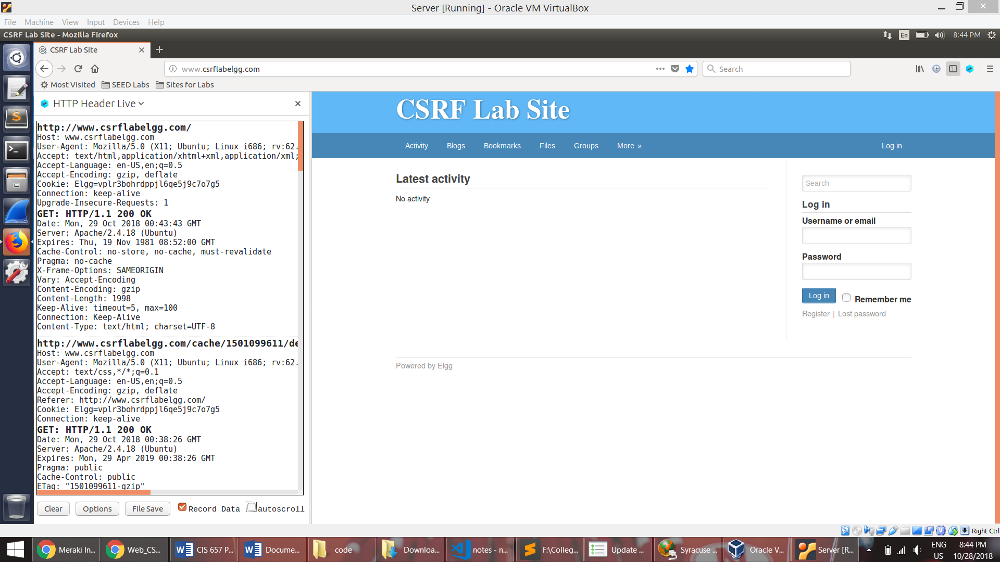 Server [Running] - Oracle VM VirtualBox
File Machine View Input Devices Help
CSRF Lab Site - Mozilla Firefox
En 8:44 PM
CSRF Lab Site
www.csrflabelgg.com
Search
Most Visited SEED Labs Sites for Labs
HTTP Header Live
http://www.csrflabelgg.com/
Host: www.csrflabelgg.com
User-Agent: Mozilla/5.0 (X11; Ubuntu; Linux i686; rv:62.
Accept: text/html,application/xhtml+xml,application/xml;
Accept-Language: en-US,en;q=0.5
Accept-Encoding: gzip, deflate
Cookie: Elgg=vplr3bohrdppjl6qe5j9c7o7g5
Connection: keep-alive
Upgrade-Insecure-Requests: 1
GET: HTTP/1.1 200 OK
Date: Mon, 29 Oct 2018 00:43:43 GMT
Server: Apache/2.4.18 (Ubuntu)
Expires: Thu, 19 Nov 1981 08:52:00 GMT
Cache-Control: no-store, no-cache, must-revalidate
Pragma: no-cache
X-Frame-Options: SAMEORIGIN
Vary: Accept-Encoding
Content-Encoding: gzip
Content-Length: 1998
Keep-Alive: timeout=5, max=100
Connection: Keep-Alive
Content-Type: text/html; charset=UTF-8
http://www.csrflabelgg.com/cache/1501099611/de
Host: www.csrflabelgg.com
User-Agent: Mozilla/5.0 (X11; Ubuntu; Linux i686; rv:62.
Accept: text/css,*/*;q=0.1
Accept-Language: en-US,en;q=0.5
Accept-Encoding: gzip, deflate
Referer: http://www.csrflabelgg.com/
Cookie: Elgg=vplr3bohrdppjl6qe5j9c7o7g5
Connection: keep-alive
GET: HTTP/1.1 200 OK
Date: Mon, 29 Oct 2018 00:38:26 GMT
Server: Apache/2.4.18 (Ubuntu)
Expires: Mon, 29 Apr 2019 00:38:26 GMT
Pragma: public
Cache-Control: public
ETag: "1501099611-gzip"
Clear Options File Save Record Data autoscroll
CSRF Lab Site
Activity Blogs Bookmarks Files Groups More » Log in
Latest activity
No activity
Search
Log in
Username or email
Password
Log in Remember me
Register | Lost password
Powered by Elgg
Right Ctrl
Meraki In... Web_CS... CIS 657 P... Docume... code Downloa... notes - n... F:\Colleg... Update ... Syracuse ... Oracle V... Server [R...
ENG 8:44 PM
US 10/28/2018